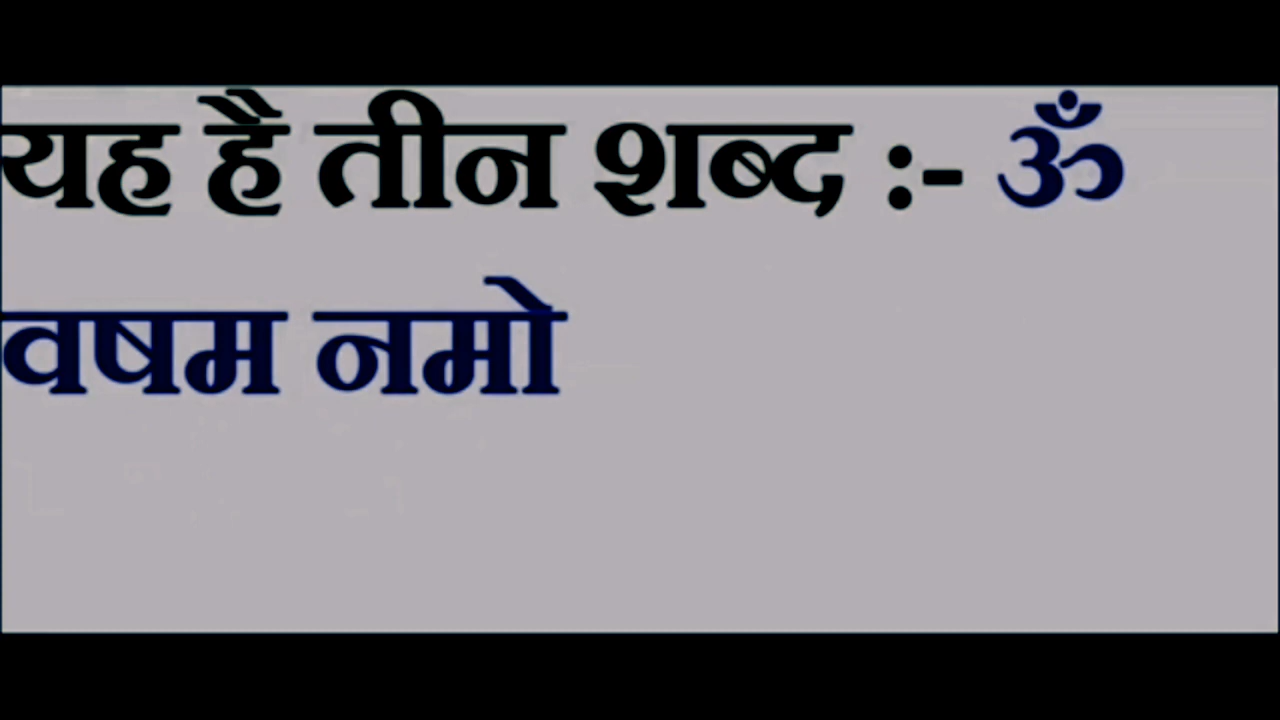 यह है तीन शब्द :- ॐ
वषम नमो